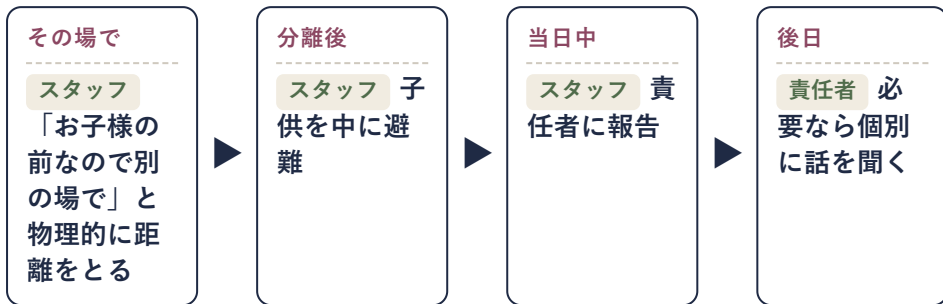 その場で
スタッフ
「お子様の
前なので別
の場で」と
物理的に距
離をとる
分離後
スタッフ 子
供を中に避
難
当日中
スタッフ 責
任者に報告
後日
責任者 必
要なら個別
に話を聞く